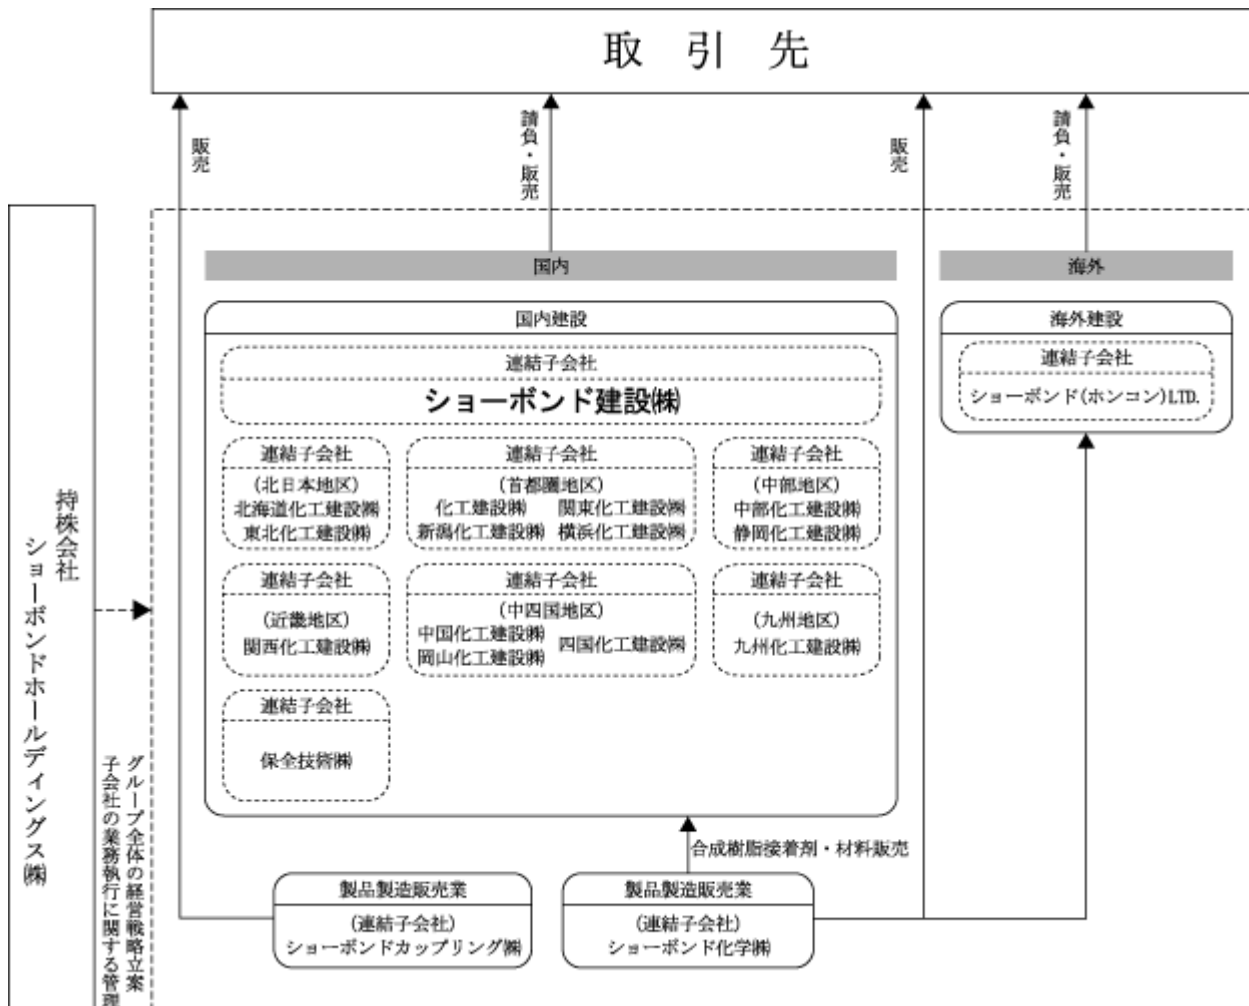 取引先
販売
請負・販売
販売
請負・販売
持株会社
ショーボンドホールディングス㈱
グループ全体の経営戦略立案
子会社の業務執行に関する管理
国内
海外
国内建設
連結子会社
ショーボンド建設㈱
連結子会社
(北日本地区)
北海道化工建設㈱
東北化工建設㈱
連結子会社
(首都圏地区)
化工建設㈱ 関東化工建設㈱
新潟化工建設㈱ 横浜化工建設㈱
連結子会社
(中部地区)
中部化工建設㈱
静岡化工建設㈱
連結子会社
(近畿地区)
関西化工建設㈱
連結子会社
(中四国地区)
中国化工建設㈱
岡山化工建設㈱
四国化工建設㈱
連結子会社
(九州地区)
九州化工建設㈱
連結子会社
保全技術㈱
海外建設
連結子会社
ショーボンド(ホンコン)LTD.
合成樹脂接着剤・材料販売
製品製造販売業
(連結子会社)
ショーボンドカップリング㈱
製品製造販売業
(連結子会社)
ショーボンド化学㈱